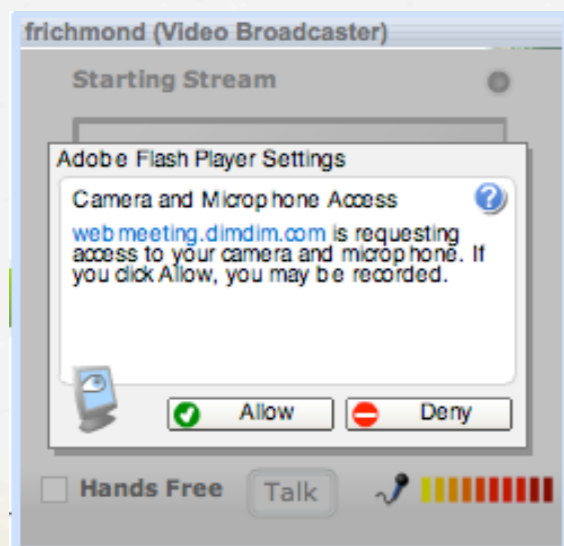 frichmond (Video Broadcaster)
Starting Stream
Adobe Flash Player Settings
Camera and Microphone Access
webmeeting.dimdim.com is requesting
access to your camera and microphone. If
you click Allow, you may be recorded.
Allow Deny
Hands Free Talk